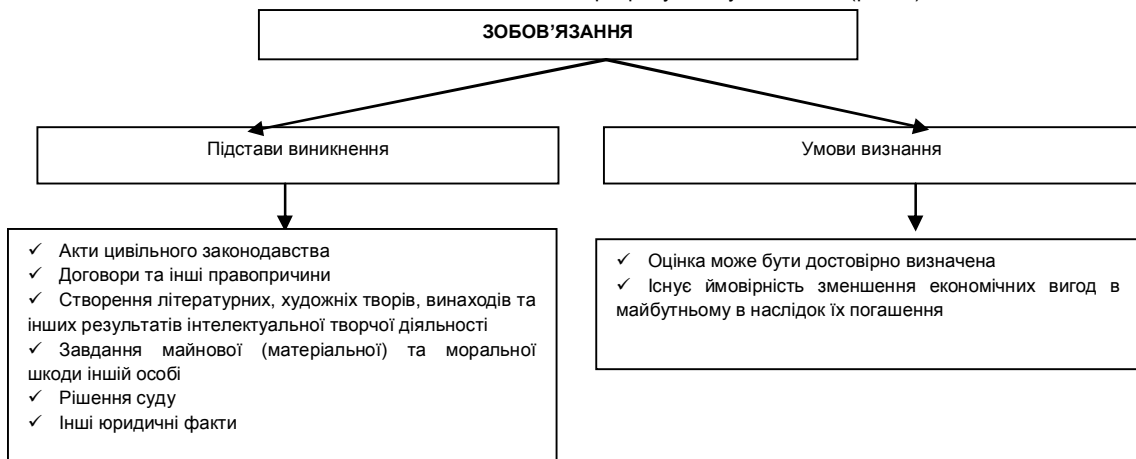 ЗОБОВ’ЯЗАННЯ
Підстави виникнення
Умови визнання
✓ Акти цивільного законодавства
✓ Договори та інші правопричини
✓ Створення літературних, художніх творів, винаходів та
інших результатів інтелектуальної творчої діяльності
✓ Завдання майнової (матеріальної) та моральної
шкоди іншій особі
✓ Рішення суду
✓ Інші юридичні факти
✓ Оцінка може бути достовірно визначена
✓ Існує ймовірність зменшення економічних вигод в
майбутньому в наслідок їх погашення